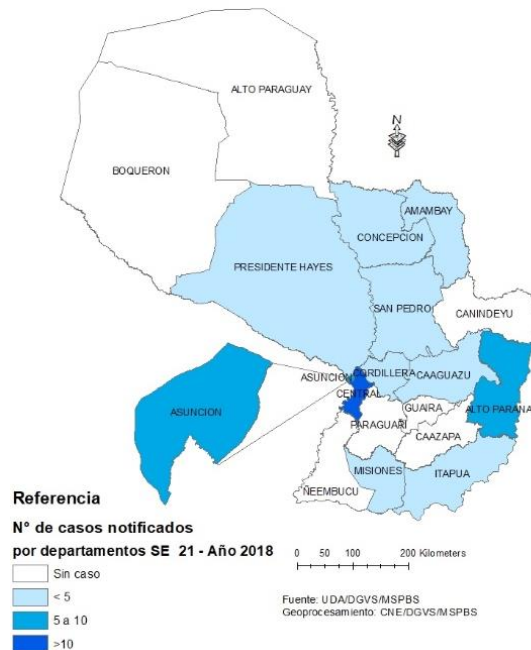 ALTO PARAGUAY
N
BOQUERON
AMAMBAY
CONCEPCION
PRESIDENTE HAYES
SAN PEDRO
CANINDEYU
ASUNCION
CORDILLERA
CAAGUAZU
CENTRAL
ASUNCION
GUAIRA
ALTO PARANA
PARAGUARI
CAAZAPA
MISIONES
ITAPUA
ÑEEMBUCU
Referencia
N° de casos notificados
por departamentos SE 21 - Año 2018
Sin caso
< 5
5 a 10
>10
0 50 100 200 Kilometers
Fuente: UDA/DGVS/MSPBS
Geoprocesamiento: CNE/DGVS/MSPBS